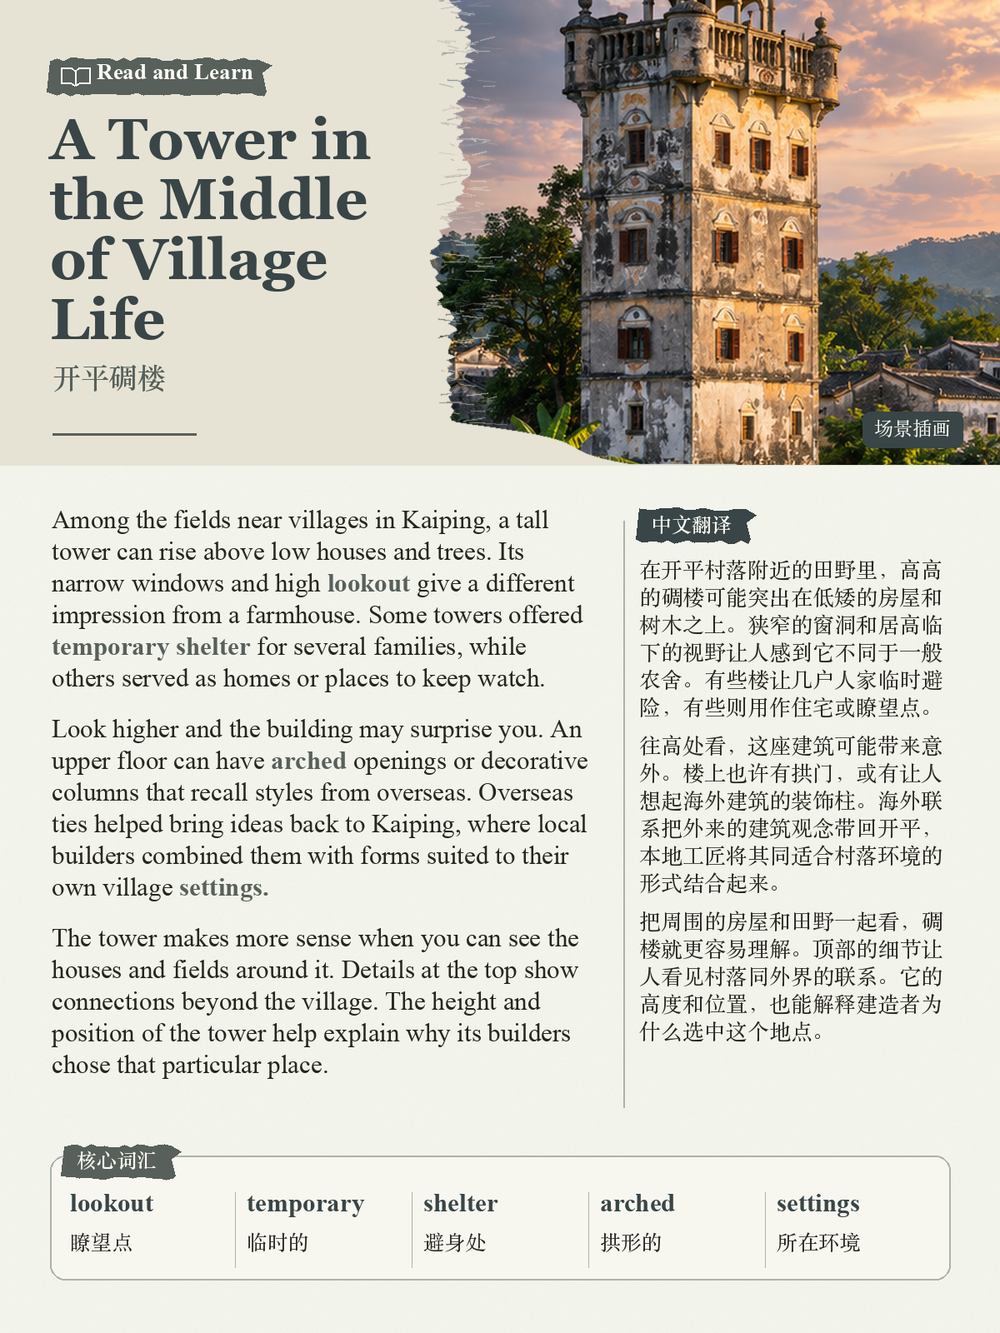 Read and Learn
A Tower in
the Middle
of Village
Life
开平碉楼
场景插画
Among the fields near villages in Kaiping, a tall
tower can rise above low houses and trees. Its
narrow windows and high lookout give a different
impression from a farmhouse. Some towers offered
temporary shelter for several families, while
others served as homes or places to keep watch.
Look higher and the building may surprise you. An
upper floor can have arched openings or decorative
columns that recall styles from overseas. Overseas
ties helped bring ideas back to Kaiping, where local
builders combined them with forms suited to their
own village settings.
The tower makes more sense when you can see the
houses and fields around it. Details at the top show
connections beyond the village. The height and
position of the tower help explain why its builders
chose that particular place.
中文翻译
在开平村落附近的田野里，高高
的碉楼可能突出在低矮的房屋和
树木之上。狭窄的窗洞和居高临
下的视野让人感到它不同于一般
农舍。有些楼让几户人家临时避
险，有些则用作住宅或瞭望点。
往高处看，这座建筑可能带来意
外。楼上也许有拱门，或有让人
想起海外建筑的装饰柱。海外联
系把外来的建筑观念带回开平，
本地工匠将其同适合村落环境的
形式结合起来。
把周围的房屋和田野一起看，碉
楼就更容易理解。顶部的细节让
人看见村落同外界的联系。它的
高度和位置，也能解释建造者为
什么选中这个地点。
核心词汇
lookout
瞭望点
temporary
临时的
shelter
避身处
arched
拱形的
settings
所在环境